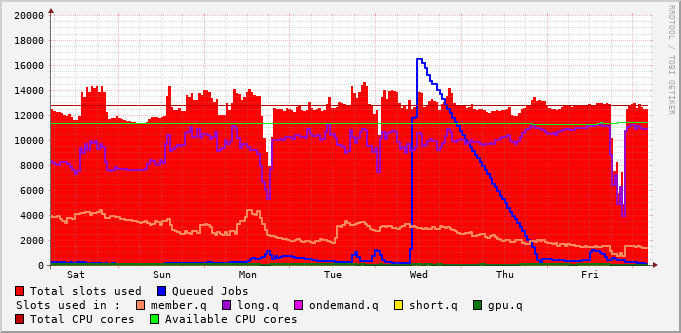 20000
18000
16000
14000
12000
10000
8000
6000
4000
2000
0
Sat Sun Mon Tue Wed Thu Fri
RRDTOOL / TOBI OETIKER
Total slots used Queued Jobs
Slots used in : member.q long.q ondemand.q short.q gpu.q
Total CPU cores Available CPU cores